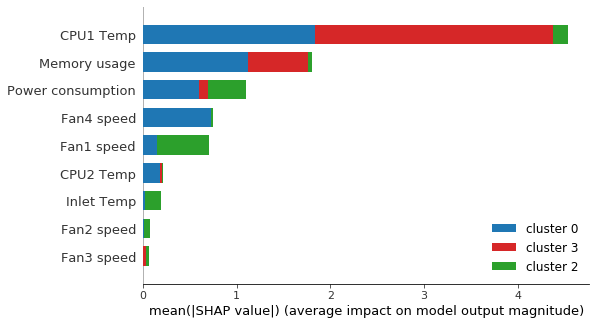 CPU1 Temp
Memory usage
Power consumption
Fan4 speed
Fan1 speed
CPU2 Temp
Inlet Temp
Fan2 speed
Fan3 speed
cluster 0
cluster 3
cluster 2
0 1 2 3 4
mean(|SHAP value|) (average impact on model output magnitude)